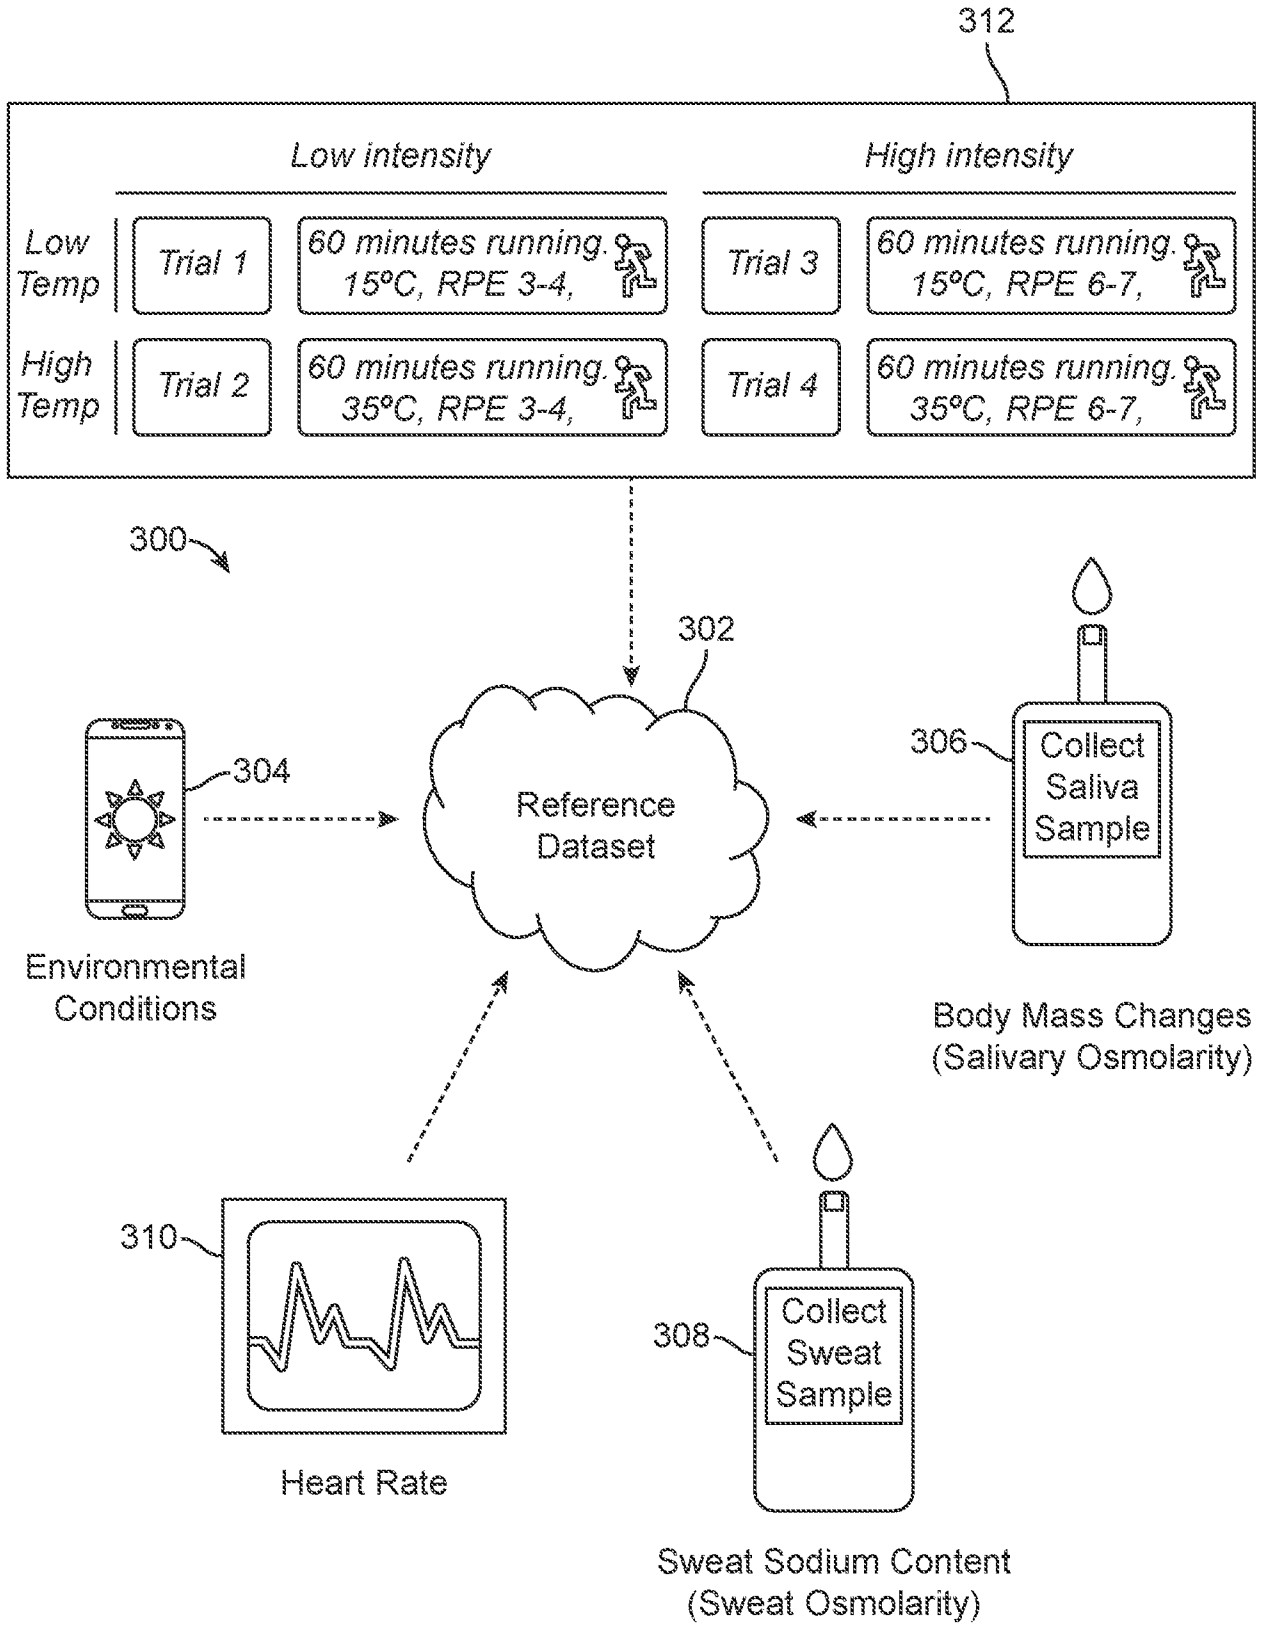 312
Low intensity
High intensity
Low
Temp
Trial 1
60 minutes running.
15ºC, RPE 3-4,
Trial 3
60 minutes running.
15ºC, RPE 6-7,
High
Temp
Trial 2
60 minutes running.
35ºC, RPE 3-4,
Trial 4
60 minutes running.
35ºC, RPE 6-7,
300
302
304
Environmental
Conditions
Reference
Dataset
306
Collect
Saliva
Sample
Body Mass Changes
(Salivary Osmolarity)
310
Heart Rate
308
Collect
Sweat
Sample
Sweat Sodium Content
(Sweat Osmolarity)